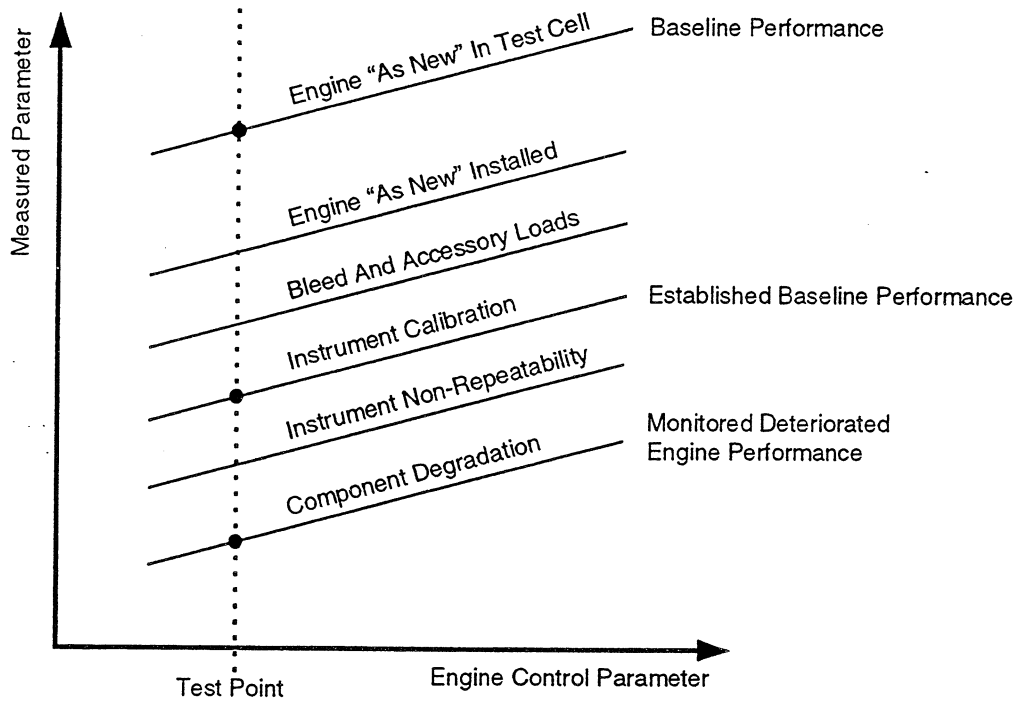 Measured Parameter
Engine “As New” In Test Cell
Baseline Performance
Engine “As New” Installed
Bleed And Accessory Loads
Instrument Calibration
Established Baseline Performance
Instrument Non-Repeatability
Component Degradation
Monitored Deteriorated
Engine Performance
Test Point
Engine Control Parameter